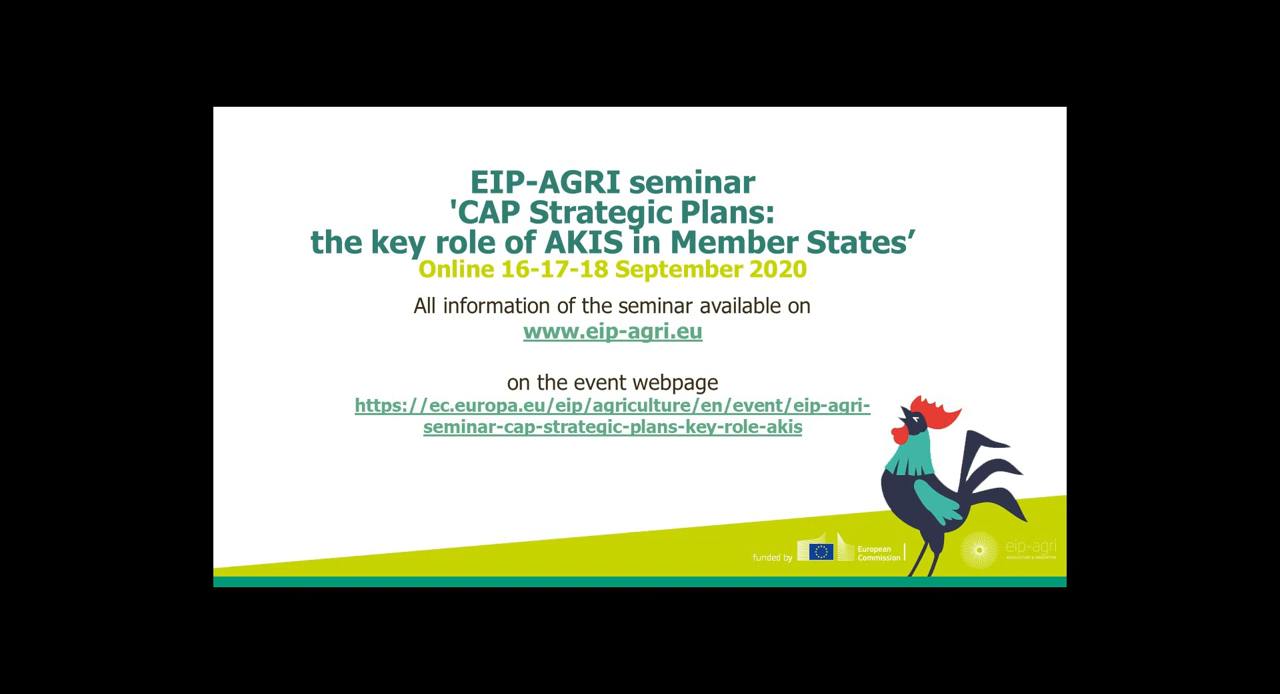 EIP-AGRI seminar
'CAP Strategic Plans:
the key role of AKIS in Member States’
Online 16-17-18 September 2020
All information of the seminar available on
www.eip-agri.eu
on the event webpage
https://ec.europa.eu/eip/agriculture/en/event/eip-agri-
seminar-cap-strategic-plans-key-role-akis
funded by
European
Commission
eip-agri
AGRICULTURE & INNOVATION